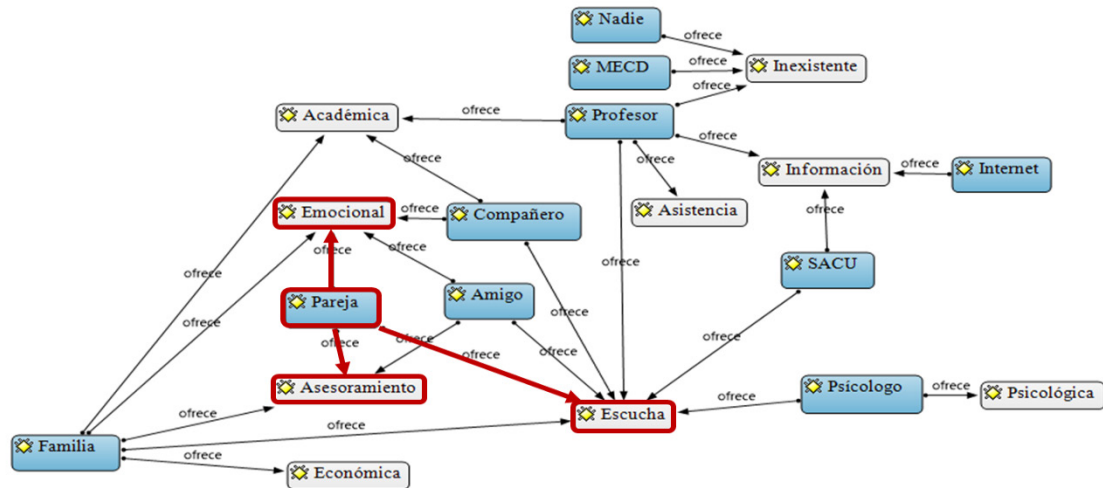 Nadie
ofrece
MECD
ofrece
Inexistente
ofrece
Académica
ofrece
Profesor
ofrece
ofrece
Información
ofrece
Internet
ofrece
Asistencia
Emocional
ofrece
Compañero
ofrece
ofrece
SACU
ofrece
ofrece
Pareja
Amigo
ofrece
ofrece
ofrece
ofrece
ofrece
ofrece
ofrece
ofrece
Asesoramiento
Psícologo
ofrece
Psicológica
ofrece
Escucha
ofrece
Familia
ofrece
ofrece
Económica